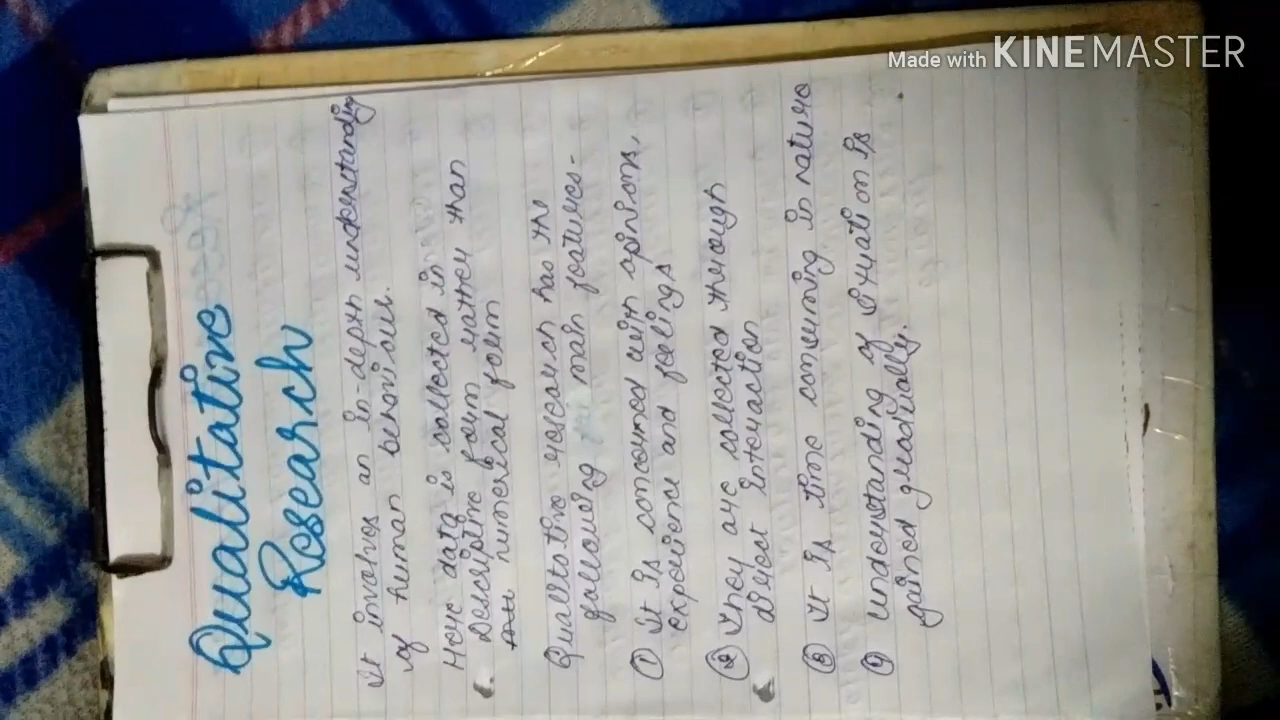 Made with KINEMASTER
Qualitative
Research
It involves an in-depth understanding
of human behaviour.
Here data is collected in
Descriptive form rather than
numerical form
Qualitative research has the
following main features-
① It is concerned with opinions,
experience and feelings
② They are collected through
direct interaction
③ It is time consuming in nature
④ understanding of situation is
gained gradually.